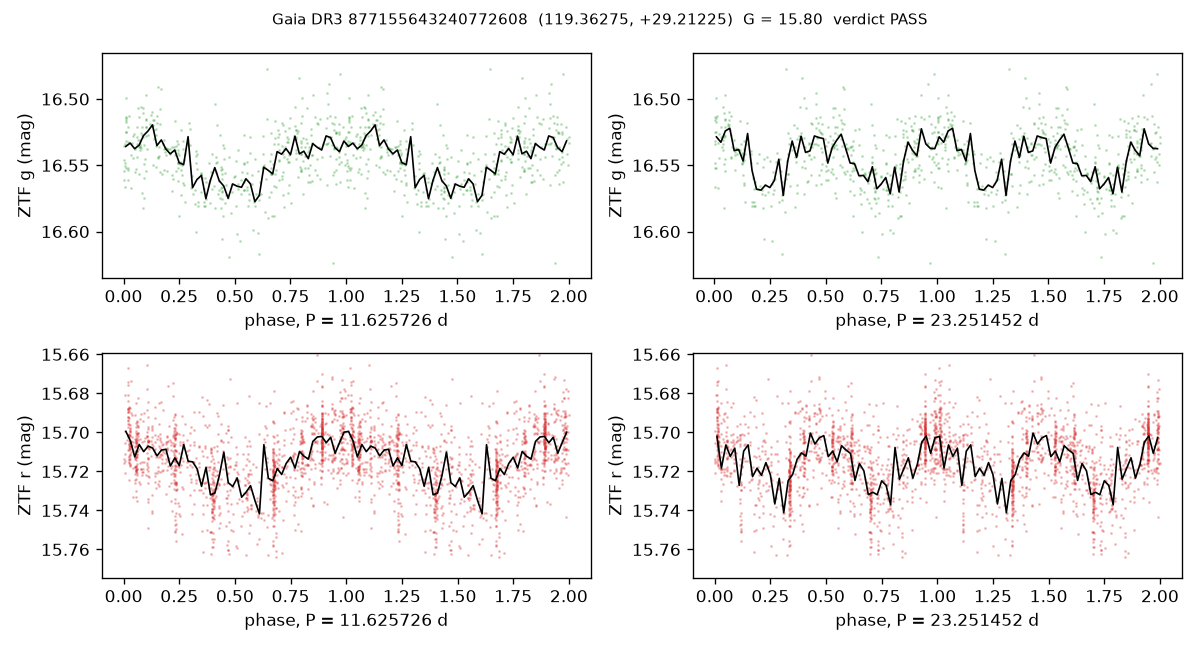 Gaia DR3 877155643240772608 (119.36275, +29.21225) G = 15.80 verdict PASS
ZTF g (mag)
16.50
16.55
16.60
0.00 0.25 0.50 0.75 1.00 1.25 1.50 1.75 2.00
phase, P = 11.625726 d
ZTF g (mag)
16.50
16.55
16.60
0.00 0.25 0.50 0.75 1.00 1.25 1.50 1.75 2.00
phase, P = 23.251452 d
ZTF r (mag)
15.66
15.68
15.70
15.72
15.74
15.76
0.00 0.25 0.50 0.75 1.00 1.25 1.50 1.75 2.00
phase, P = 11.625726 d
ZTF r (mag)
15.66
15.68
15.70
15.72
15.74
15.76
0.00 0.25 0.50 0.75 1.00 1.25 1.50 1.75 2.00
phase, P = 23.251452 d